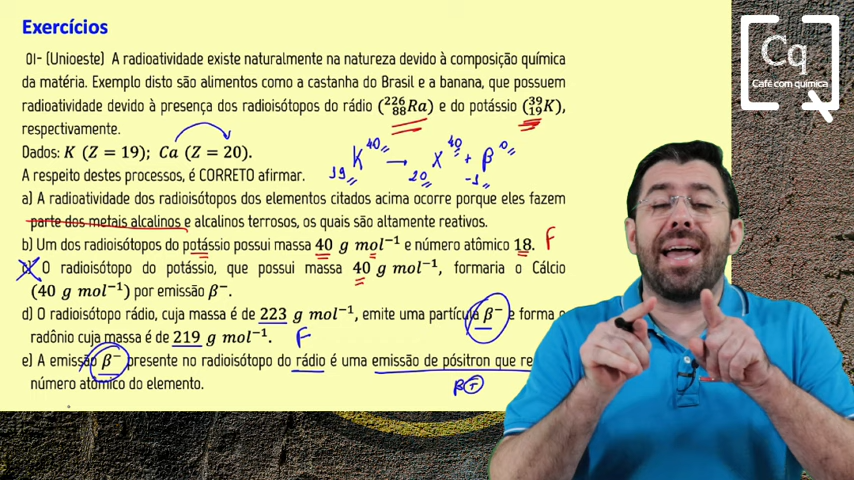 Exercícios
01- (Unioeste) A radioatividade existe naturalmente na natureza devido à composição química
da matéria. Exemplo disto são alimentos como a castanha do Brasil e a banana, que possuem
radioatividade devido à presença dos radioisótopos do rádio (²²⁶₈₈Ra) e do potássio (³⁹₁₉K),
respectivamente.
Dados: K (Z = 19); Ca (Z = 20).
₁₉K⁴⁰ → ₂₀X⁴⁰ + ₋₁β⁰
A respeito destes processos, é CORRETO afirmar.
a) A radioatividade dos radioisótopos dos elementos citados acima ocorre porque eles fazem
parte dos metais alcalinos e alcalinos terrosos, os quais são altamente reativos.
b) Um dos radioisótopos do potássio possui massa 40 g mol⁻¹ e número atômico 18. F
c) O radioisótopo do potássio, que possui massa 40 g mol⁻¹, formaria o Cálcio
(40 g mol⁻¹) por emissão β⁻.
d) O radioisótopo rádio, cuja massa é de 223 g mol⁻¹, emite uma partícula β⁻ e forma o
radônio cuja massa é de 219 g mol⁻¹. F
e) A emissão β⁻ presente no radioisótopo do rádio é uma emissão de pósitron que
número atômico do elemento.
β+
Cq
Café com química